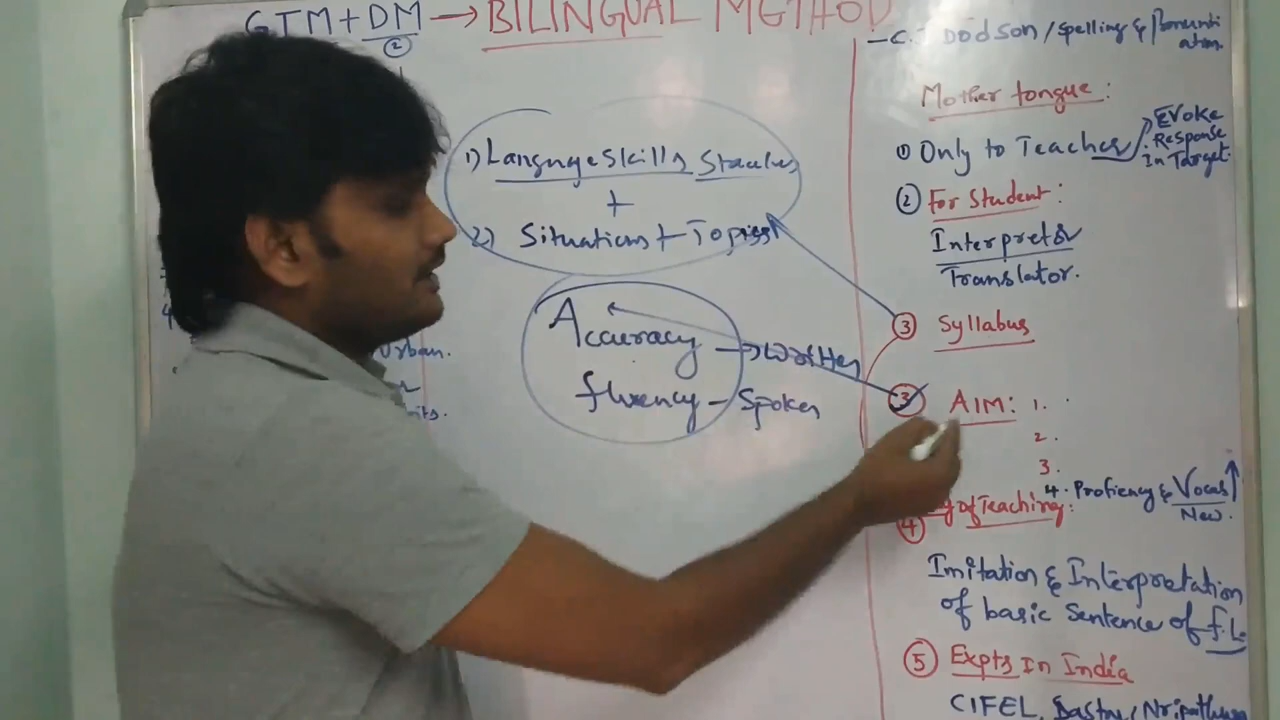 GTM+DM → BILINGUAL METHOD
②
1) Language Skills Structures
+
2) Situations + Topics
Accuracy → Written
fluency – Spoken
Urban.
– C. J Dodson / Spelling & Pronunciation
Mother tongue:
① Only to Teacher
Evoke
Response
In Target
② For Student:
Interpretor
Translator.
③ Syllabus
③ AIM: 1.
2.
3.
4. Profiency & Vocab
New.
④ of Teaching:
Imitation & Interpretation
of basic Sentence of f.L.
⑤ Expts In India
CIFEL,